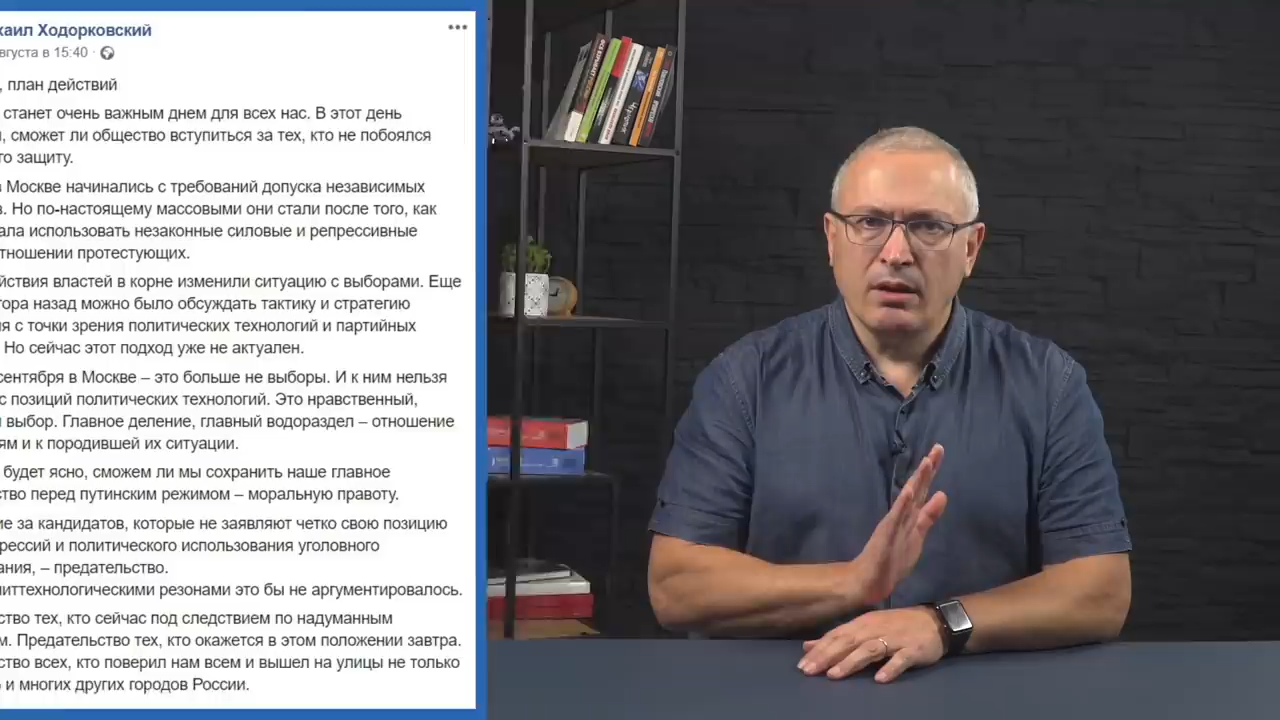 хаил Ходорковский
вгуста в 15:40
, план действий
станет очень важным днем для всех нас. В этот день
, сможет ли общество вступиться за тех, кто не побоялся
го защиту.
в Москве начинались с требований допуска независимых
. Но по-настоящему массовыми они стали после того, как
ала использовать незаконные силовые и репрессивные
тношении протестующих.
йствия властей в корне изменили ситуацию с выборами. Еще
тора назад можно было обсуждать тактику и стратегию
я с точки зрения политических технологий и партийных
Но сейчас этот подход уже не актуален.
сентября в Москве – это больше не выборы. И к ним нельзя
с позиций политических технологий. Это нравственный,
выбор. Главное деление, главный водораздел – отношение
ям и к породившей их ситуации.
будет ясно, сможем ли мы сохранить наше главное
ство перед путинским режимом – моральную правоту.
ие за кандидатов, которые не заявляют четко свою позицию
рессий и политического использования уголовного
ания, – предательство.
иттехнологическими резонами это бы не аргументировалось.
ство тех, кто сейчас под следствием по надуманным
м. Предательство тех, кто окажется в этом положении завтра.
ство всех, кто поверил нам всем и вышел на улицы не только
и многих других городов России.